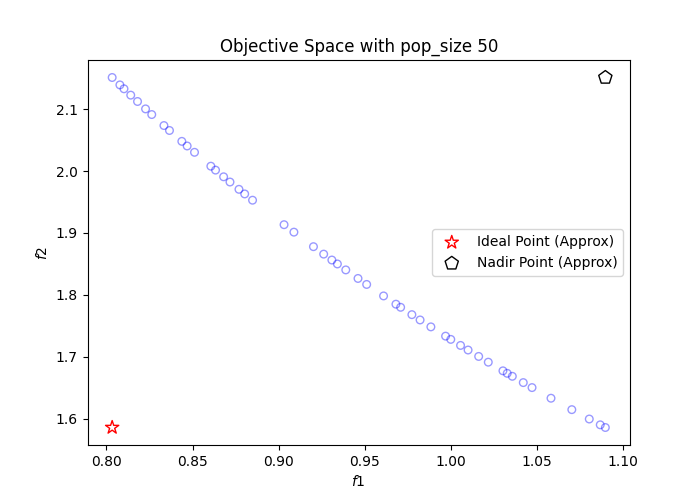 Objective Space with pop_size 50
2.1
2.0
1.9
1.8
1.7
1.6
f2
Ideal Point (Approx)
Nadir Point (Approx)
0.80 0.85 0.90 0.95 1.00 1.05 1.10
f1